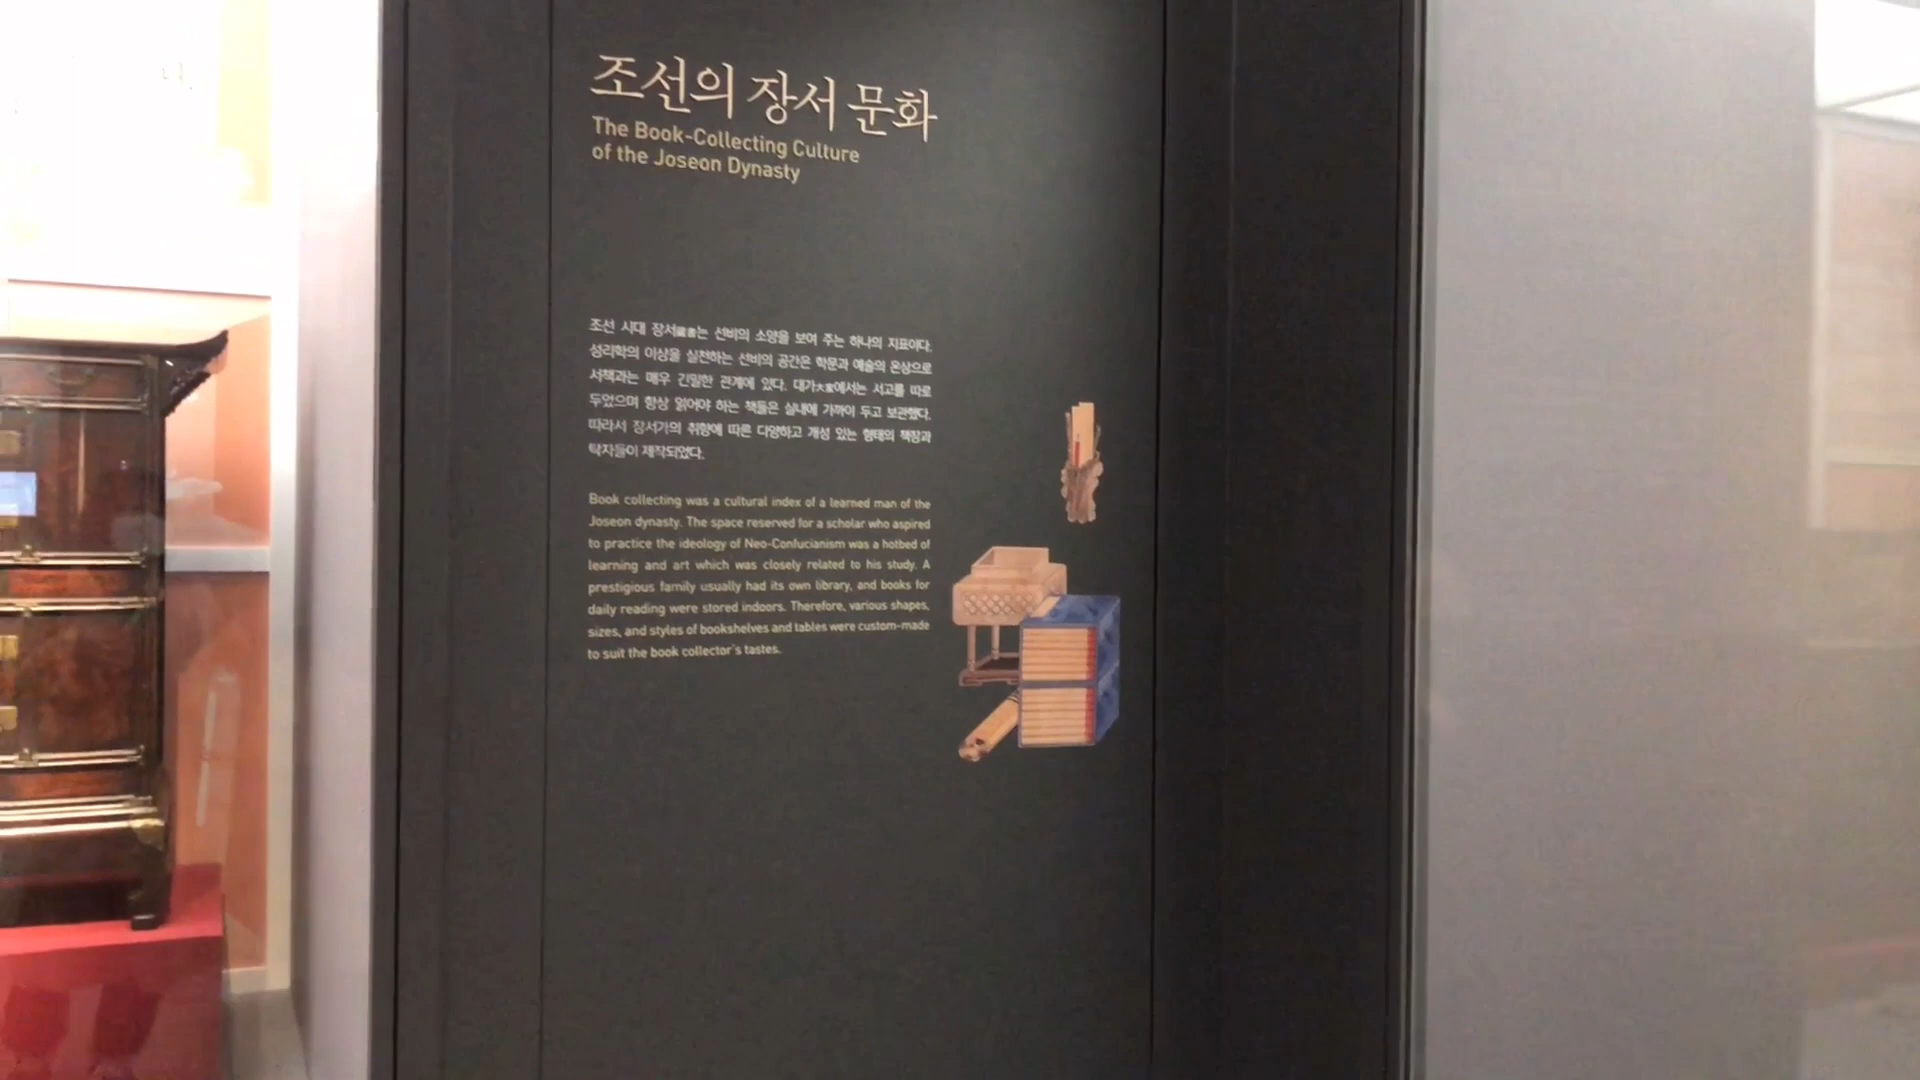 조선의 장서 문화
The Book-Collecting Culture
of the Joseon Dynasty
조선 시대 장서藏書는 선비의 소양을 보여 주는 하나의 지표이다.
성리학의 이상을 실천하는 선비의 공간은 학문과 예술의 온상으로
서책과는 매우 긴밀한 관계에 있다. 대가大家에서는 서고를 따로
두었으며 항상 읽어야 하는 책들은 실내에 가까이 두고 보관했다.
따라서 장서가의 취향에 따른 다양하고 개성 있는 형태의 책장과
탁자들이 제작되었다.
Book collecting was a cultural index of a learned man of the
Joseon dynasty. The space reserved for a scholar who aspired
to practice the ideology of Neo-Confucianism was a hotbed of
learning and art which was closely related to his study. A
prestigious family usually had its own library, and books for
daily reading were stored indoors. Therefore, various shapes,
sizes, and styles of bookshelves and tables were custom-made
to suit the book collector's tastes.